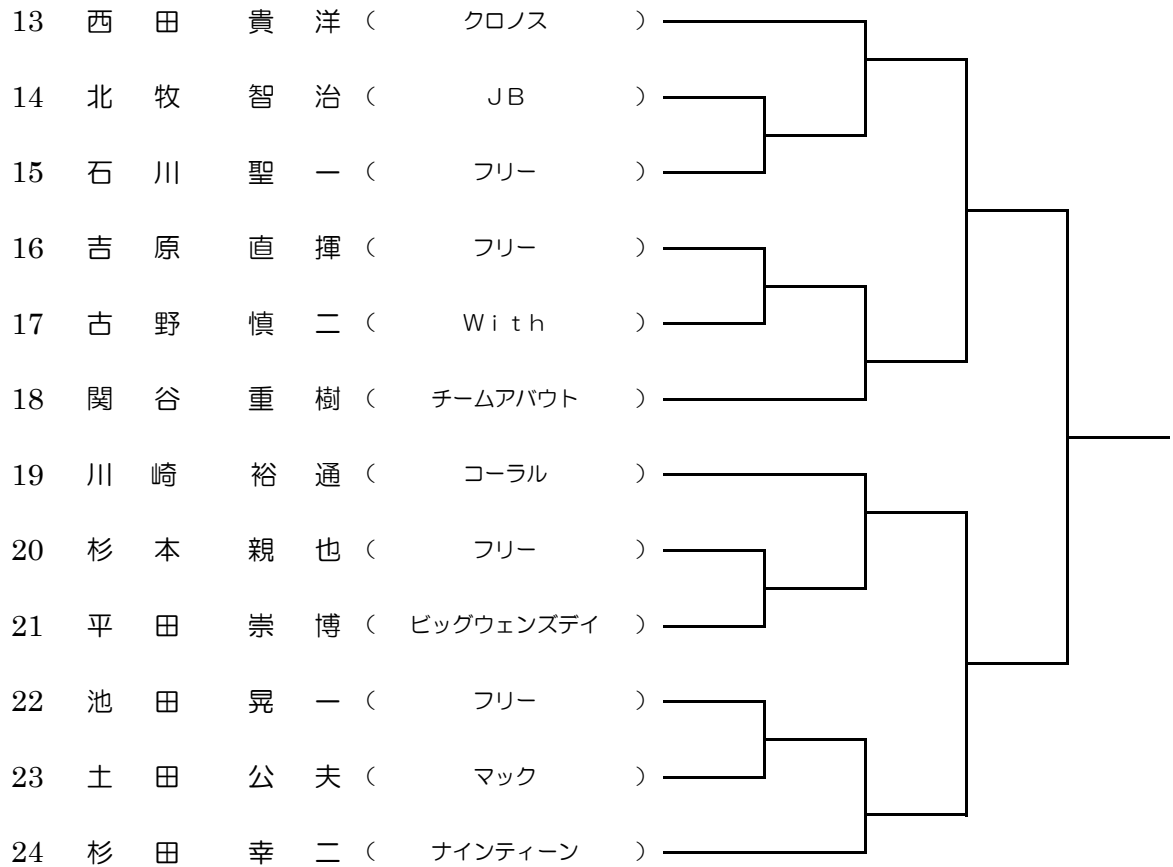 13 西田 貴洋 ( クロノス )
14 北牧 智治 ( JB )
15 石川 聖一 ( フリー )
16 吉原 直揮 ( フリー )
17 古野 慎二 ( With )
18 関谷 重樹 ( チームアバウト )
19 川崎 裕通 ( コーラル )
20 杉本 親也 ( フリー )
21 平田 崇博 ( ビッグウェンズデイ )
22 池田 晃一 ( フリー )
23 土田 公夫 ( マック )
24 杉田 幸二 ( ナインティーン )